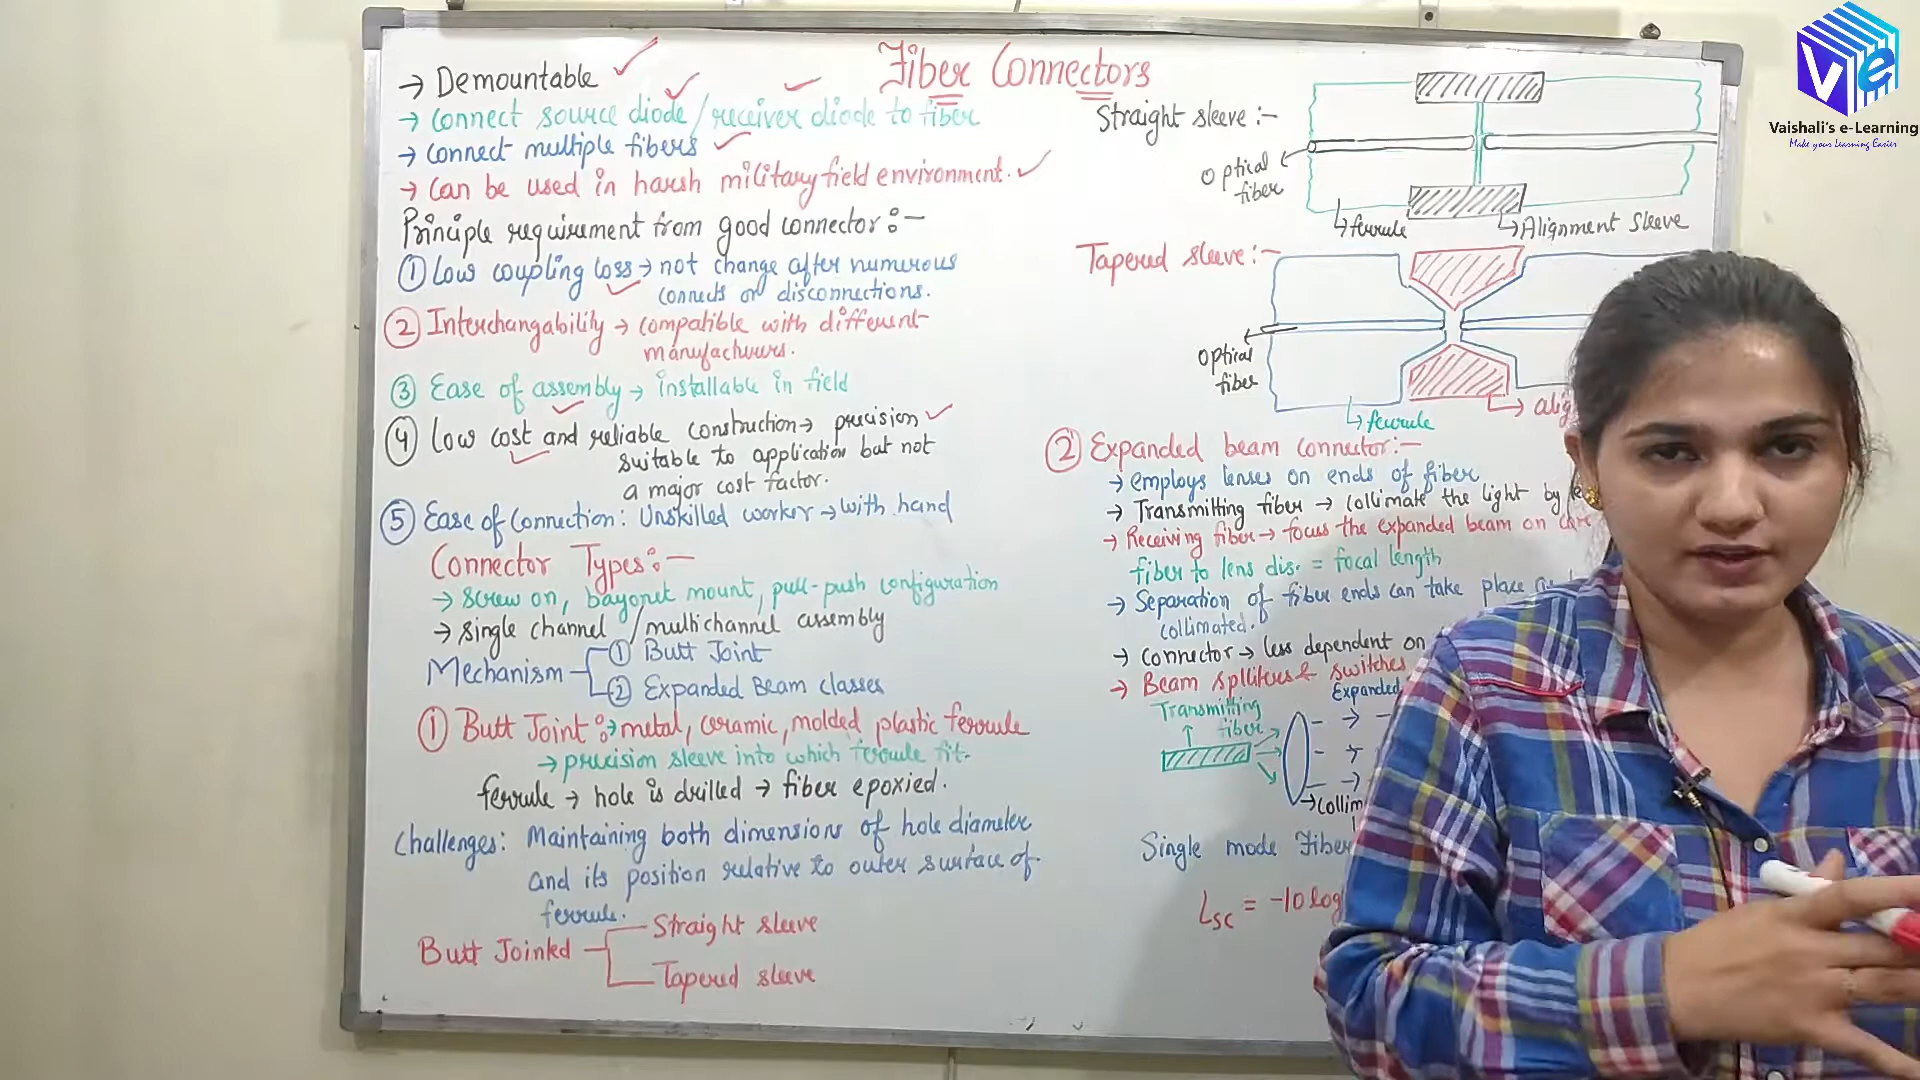 Fiber Connectors
→ Demountable
→ connect source diode / receiver diode to fiber
→ connect multiple fibers
→ can be used in harsh military field environment.
Principle requirement from good connector:-
① Low coupling loss → not change after numerous
connects or disconnections.
② Interchangability → compatible with different
manufactuurs.
③ Ease of assembly → installable in field
④ Low cost and reliable construction → precision
suitable to application but not
a major cost factor.
⑤ Ease of Connection: Unskilled worker → with hand
Connector Types:-
→ screw on, bayonet mount, pull-push configuration
→ single channel / multichannel assembly
Mechanism
① Butt Joint
② Expanded Beam classes
① Butt Joint :→ metal, ceramic, molded plastic ferrule
→ precision sleeve into which ferrule fit.
ferrule → hole is drilled → fiber epoxied.
Challenges: Maintaining both dimensions of hole diameter
and its position relative to outer surface of
ferrule.
Butt Jointed
Straight sleeve
Tapered sleeve
Straight sleeve :-
Optical
fiber
ferrule
Alignment sleeve
Tapered sleeve :-
Optical
fiber
ferrule
② Expanded beam connector:-
→ employs lenses on ends of fiber
→ Transmitting fiber → collimate the light by
→ Receiving fiber → focus the expanded beam on core
fiber to lens dis. = focal length
→ Separation of fiber ends can take place
collimated.
→ connector → less dependent on
→ Beam spliters & switches
Expanded
Transmitting
fiber
Single mode Fiber
Lsc = -10 log
Ve
Vaishali's e-Learning
Make your Learning Easier